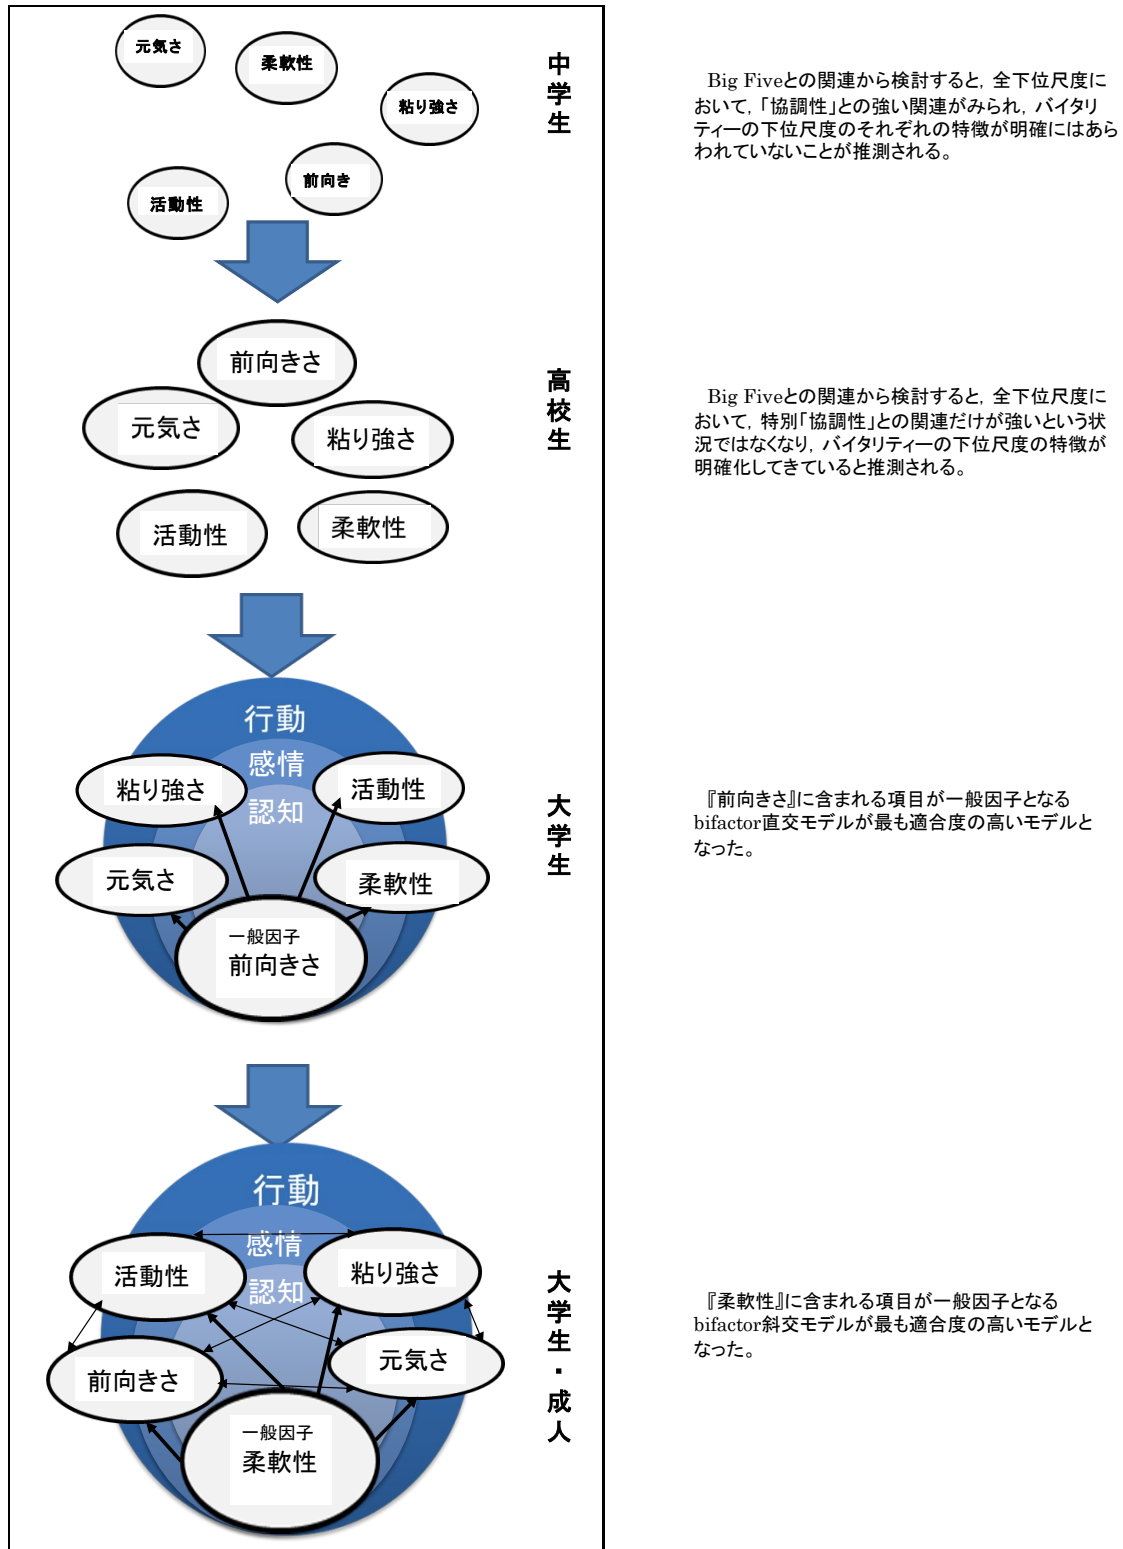 元気さ
柔軟性
粘り強さ
前向き
活動性
中学生
Big Fiveとの関連から検討すると, 全下位尺度に
おいて, 「協調性」との強い関連がみられ, バイタリ
ティーの下位尺度のそれぞれの特徴が明確にはあら
われていないことが推測される。
前向きさ
元気さ
粘り強さ
活動性
柔軟性
高校生
Big Fiveとの関連から検討すると, 全下位尺度に
おいて, 特別「協調性」との関連だけが強いという状
況ではなくなり, バイタリティーの下位尺度の特徴が
明確化してきていると推測される。
行動
感情
認知
粘り強さ
活動性
元気さ
柔軟性
一般因子
前向きさ
大学生
『前向きさ』に含まれる項目が一般因子となる
bifactor直交モデルが最も適合度の高いモデルと
なった。
行動
感情
認知
活動性
粘り強さ
前向きさ
元気さ
一般因子
柔軟性
大学生・成人
『柔軟性』に含まれる項目が一般因子となる
bifactor斜交モデルが最も適合度の高いモデルと
なった。